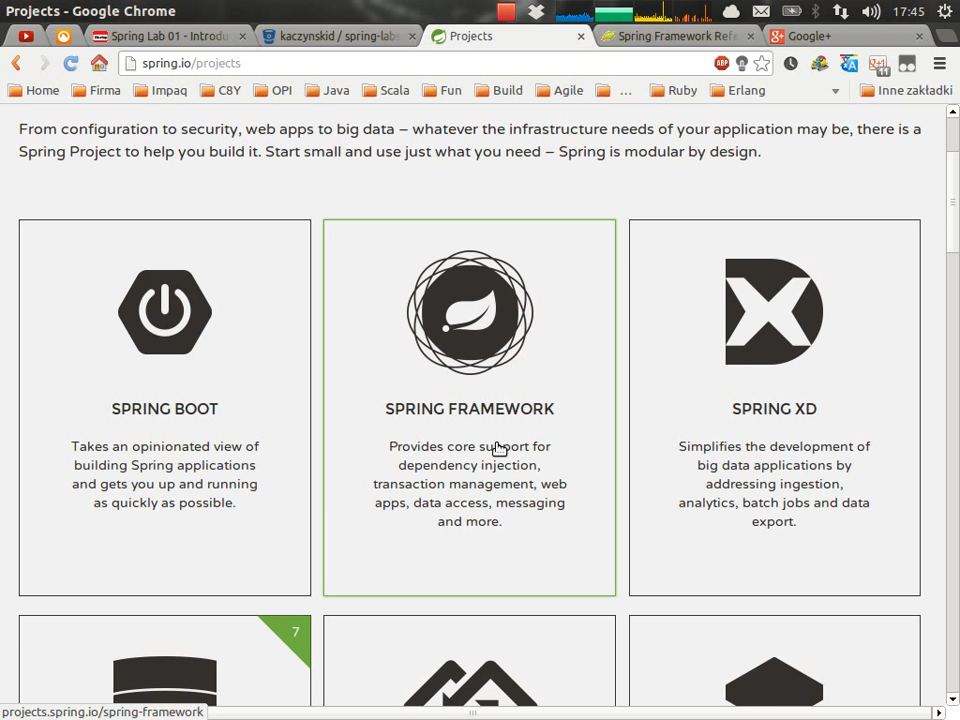 Projects - Google Chrome
17:45
Spring Lab 01 - Introdu
kaczynskid / spring-labs
Projects
Spring Framework Refe
Google+
spring.io/projects
ABP
g+1
11
Home
Firma
Impaq
C8Y
OPI
Java
Scala
Fun
Build
Agile
...
Ruby
Erlang
Inne zakładki
From configuration to security, web apps to big data – whatever the infrastructure needs of your application may be, there is a
Spring Project to help you build it. Start small and use just what you need – Spring is modular by design.
SPRING BOOT
Takes an opinionated view of
building Spring applications
and gets you up and running
as quickly as possible.
SPRING FRAMEWORK
Provides core support for
dependency injection,
transaction management, web
apps, data access, messaging
and more.
SPRING XD
Simplifies the development of
big data applications by
addressing ingestion,
analytics, batch jobs and data
export.
7
projects.spring.io/spring-framework